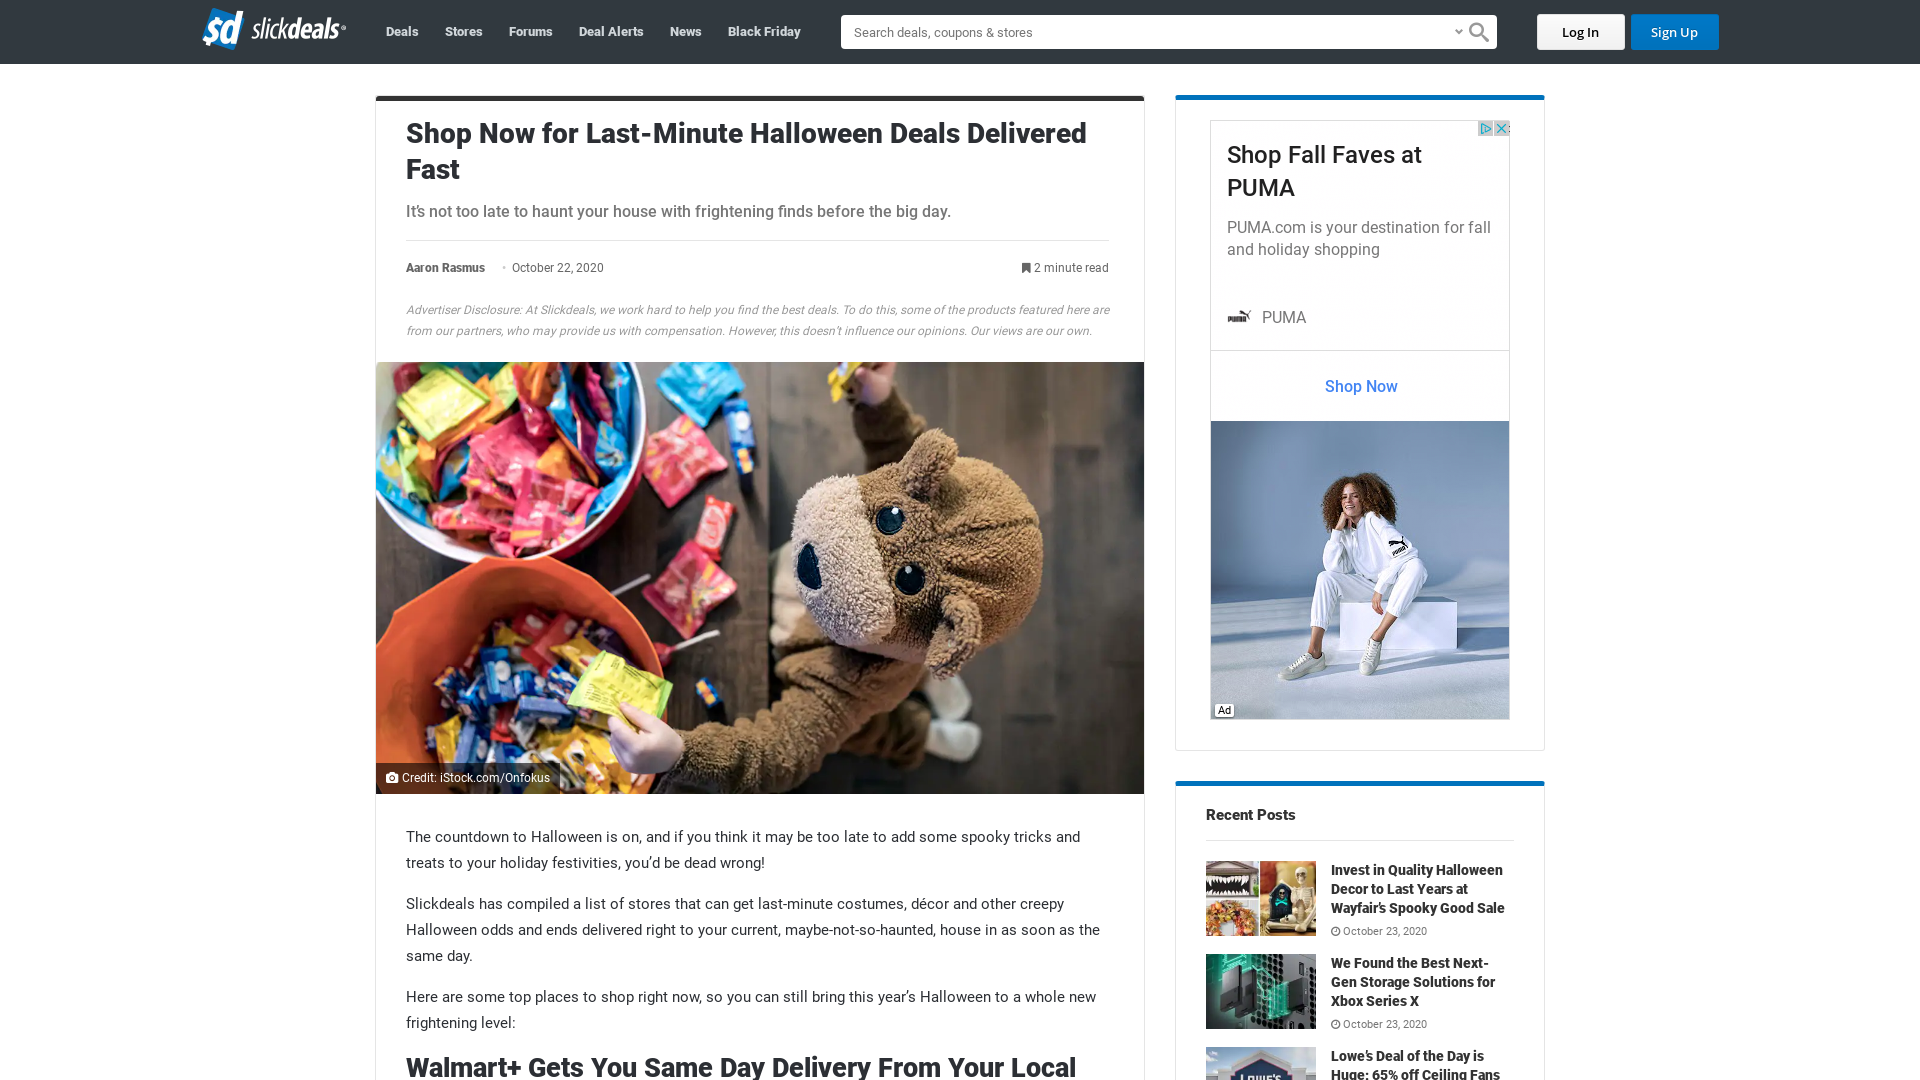 $d slickdeals®
Deals
Stores
Forums
Deal Alerts
News
Black Friday
Search deals, coupons & stores
Log In
Sign Up
Shop Now for Last-Minute Halloween Deals Delivered
Fast
It's not too late to haunt your house with frightening finds before the big day.
Aaron Rasmus • October 22, 2020
2 minute read
Advertiser Disclosure: At Slickdeals, we work hard to help you find the best deals. To do this, some of the products featured here are
from our partners, who may provide us with compensation. However, this doesn't influence our opinions. Our views are our own.
Credit: iStock.com/Onfokus
The countdown to Halloween is on, and if you think it may be too late to add some spooky tricks and
treats to your holiday festivities, you'd be dead wrong!
Slickdeals has compiled a list of stores that can get last-minute costumes, décor and other creepy
Halloween odds and ends delivered right to your current, maybe-not-so-haunted, house in as soon as the
same day.
Here are some top places to shop right now, so you can still bring this year's Halloween to a whole new
frightening level:
Walmart+ Gets You Same Day Delivery From Your Local
Shop Fall Faves at
PUMA
PUMA.com is your destination for fall
and holiday shopping
PUMA
PUMA
Shop Now
PUMA
Ad
Recent Posts
Invest in Quality Halloween
Decor to Last Years at
Wayfair's Spooky Good Sale
October 23, 2020
We Found the Best Next-
Gen Storage Solutions for
Xbox Series X
October 23, 2020
LOWE'S
Lowe's Deal of the Day is
Huge: 65% off Ceiling Fans